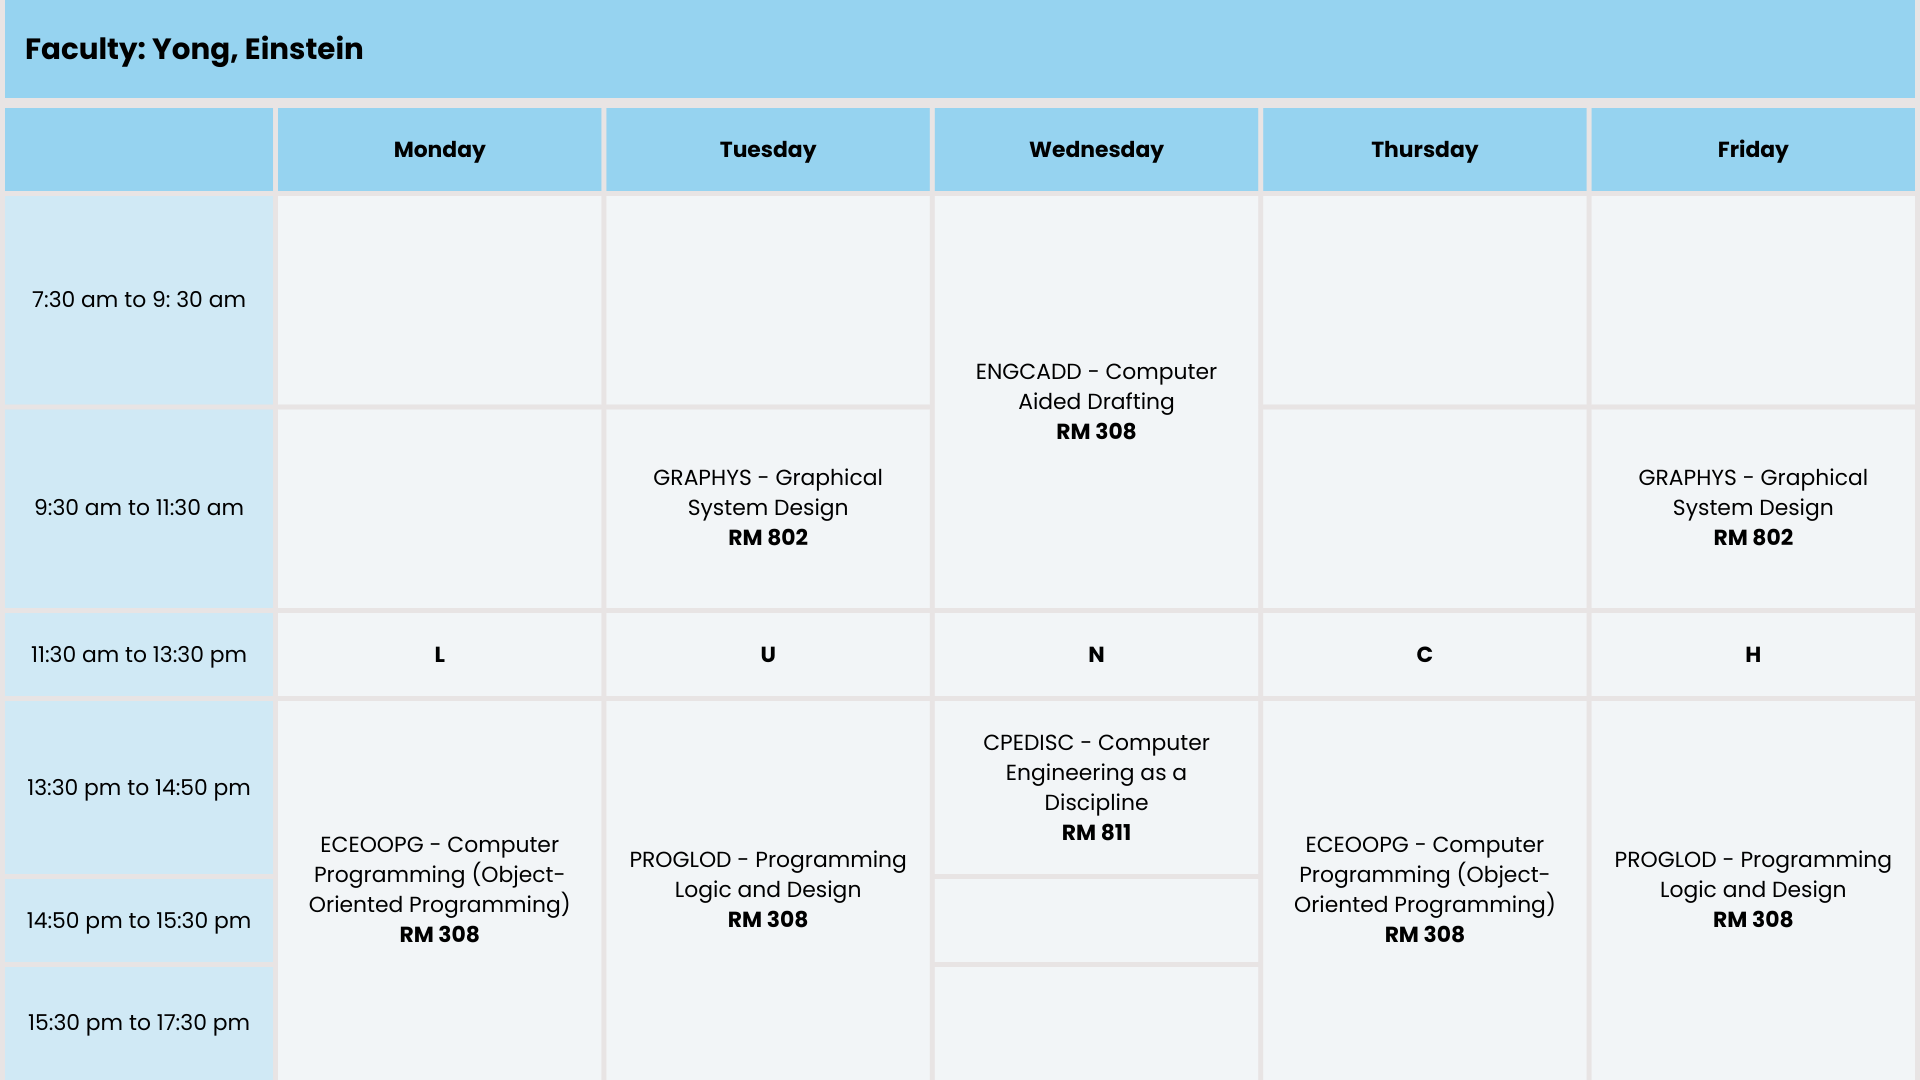 Faculty: Yong, Einstein
Monday
Tuesday
Wednesday
Thursday
Friday
7:30 am to 9: 30 am
ENGCADD - Computer
Aided Drafting
RM 308
9:30 am to 11:30 am
GRAPHYS - Graphical
System Design
RM 802
GRAPHYS - Graphical
System Design
RM 802
11:30 am to 13:30 pm
L
U
N
C
H
13:30 pm to 14:50 pm
ECEOOPG - Computer
Programming (Object-
Oriented Programming)
RM 308
PROGLOD - Programming
Logic and Design
RM 308
CPEDISC - Computer
Engineering as a
Discipline
RM 811
ECEOOPG - Computer
Programming (Object-
Oriented Programming)
RM 308
PROGLOD - Programming
Logic and Design
RM 308
14:50 pm to 15:30 pm
15:30 pm to 17:30 pm